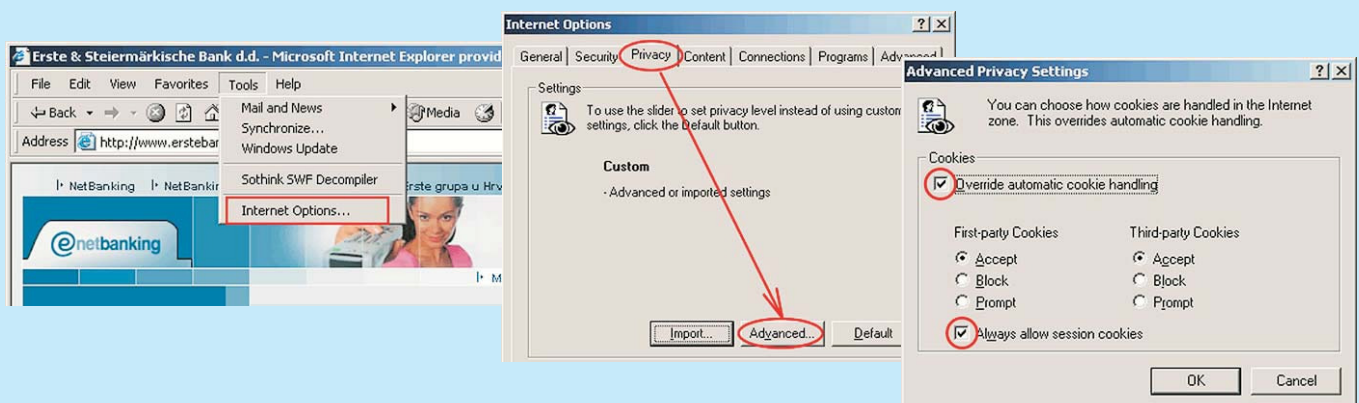 Erste & Steiermärkische Bank d.d. - Microsoft Internet Explorer provid
File Edit View Favorites Tools Help
Back Media
Address http://www.ersteban
Mail and News
Synchronize...
Windows Update
Sothink SWF Decompiler
Internet Options...
NetBanking NetBankin rste grupa u Hrv
@netbanking
M
Internet Options
General Security Privacy Content Connections Programs Advanced
Settings
To use the slider to set privacy level instead of using custom
settings, click the Default button.
Custom
- Advanced or imported settings
Import... Advanced... Default
Advanced Privacy Settings
You can choose how cookies are handled in the Internet
zone. This overrides automatic cookie handling.
Cookies
Override automatic cookie handling
First-party Cookies Third-party Cookies
Accept Accept
Block Block
Prompt Prompt
Always allow session cookies
OK Cancel